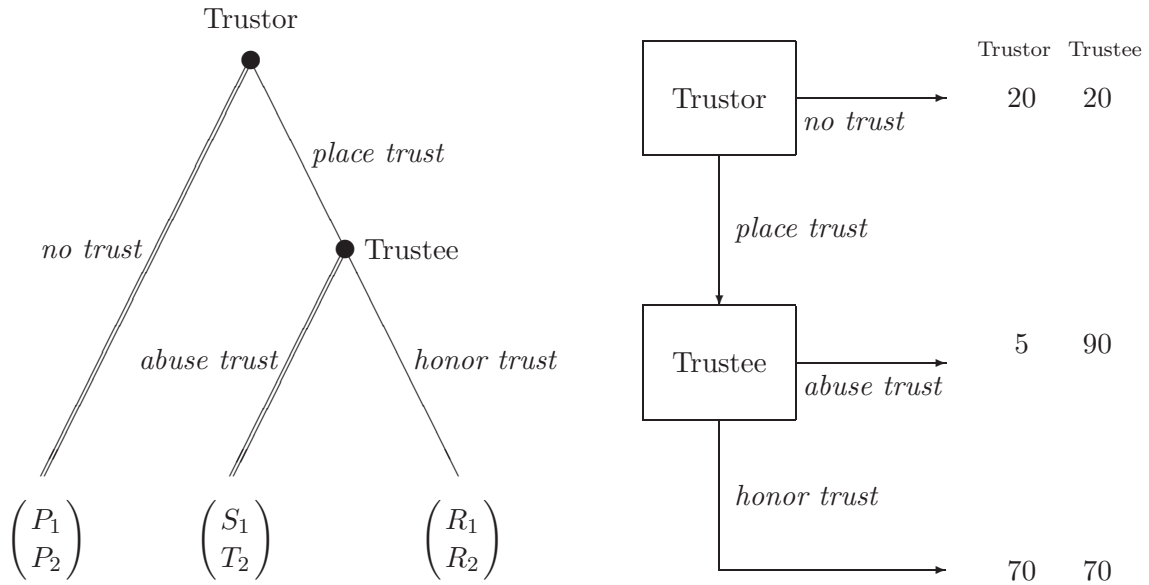 Trustor
place trust
no trust
Trustee
abuse trust
honor trust
P₁
P₂
S₁
T₂
R₁
R₂
Trustor Trustee
Trustor
20 20
no trust
place trust
Trustee
5 90
abuse trust
honor trust
70 70